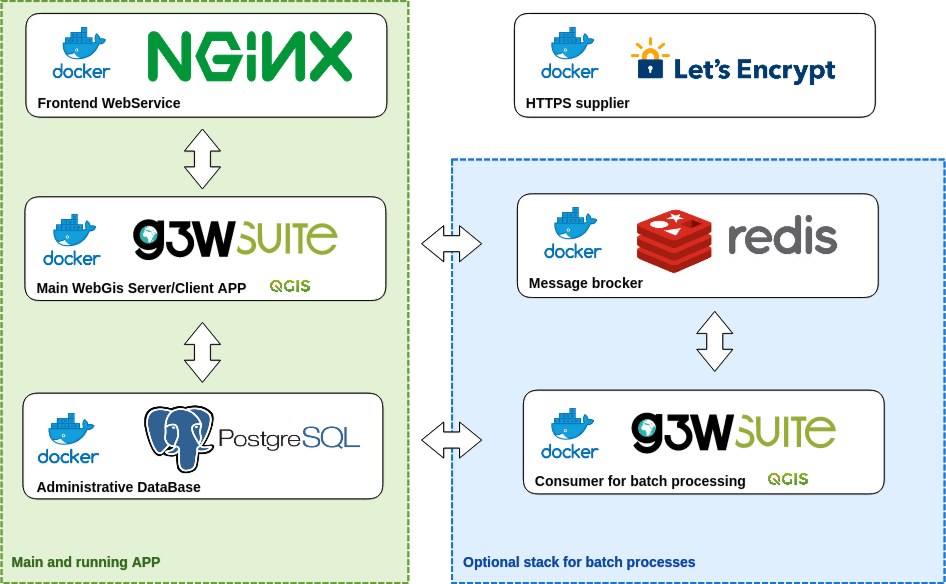 docker
NGINX
Frontend WebService
docker
Let's Encrypt
HTTPS supplier
docker
g3wSUITE
Main WebGis Server/Client APP QGIS
docker
redis
Message brocker
docker
PostgreSQL
Administrative DataBase
docker
g3wSUITE
Consumer for batch processing QGIS
Main and running APP
Optional stack for batch processes